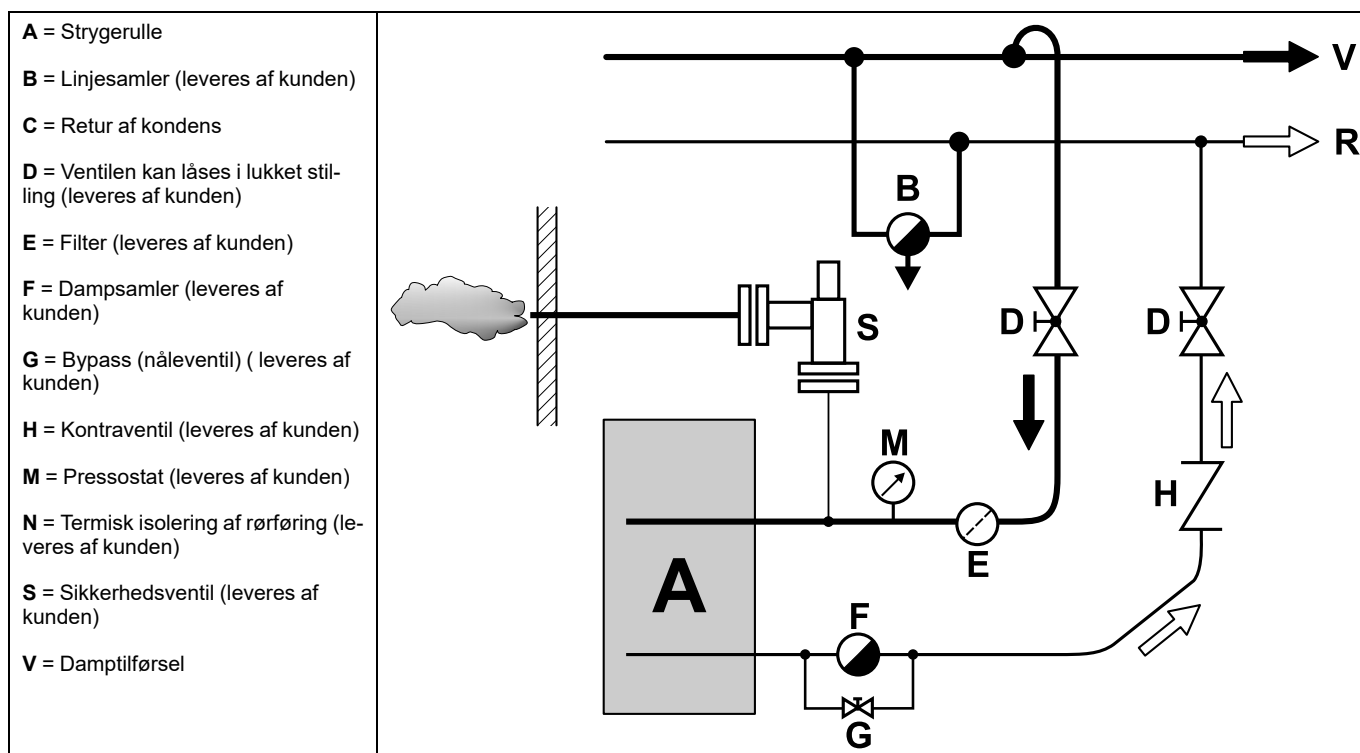 A = Strygerulle
B = Linjesamler (leveres af kunden)
C = Retur af kondens
D = Ventilen kan låses i lukket stil-
ling (leveres af kunden)
E = Filter (leveres af kunden)
F = Dampsamler (leveres af
kunden)
G = Bypass (nåleventil) ( leveres af
kunden)
H = Kontraventil (leveres af kunden)
M = Pressostat (leveres af kunden)
N = Termisk isolering af rørføring (le-
veres af kunden)
S = Sikkerhedsventil (leveres af
kunden)
V = Damptilførsel
V
R
B
S
D
D
M
H
E
A
F
G